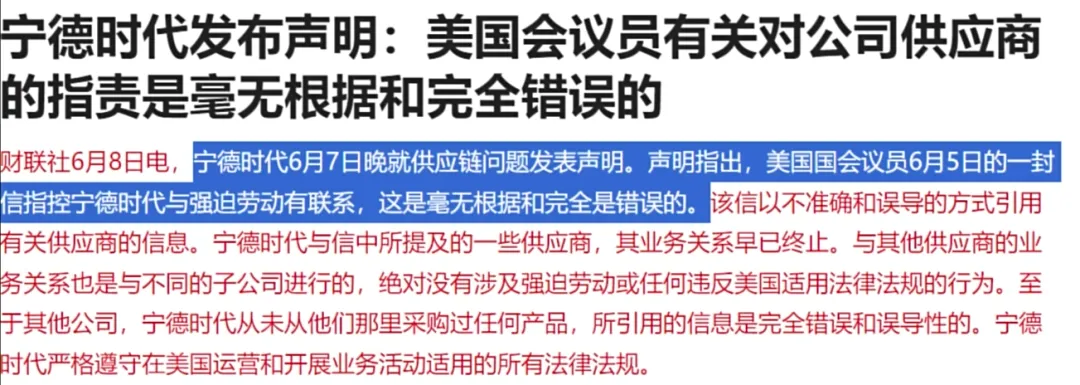 宁德时代发布声明：美国会议员有关对公司供应商
的指责是毫无根据和完全错误的
财联社6月8日电，宁德时代6月7日晚就供应链问题发表声明。声明指出，美国国会议员6月5日的一封
信指控宁德时代与强迫劳动有联系，这是毫无根据和完全是错误的。该信以不准确和误导的方式引用
有关供应商的信息。宁德时代与信中所提及的一些供应商，其业务关系早已终止。与其他供应商的业
务关系也是与不同的子公司进行的，绝对没有涉及强迫劳动或任何违反美国适用法律法规的行为。至
于其他公司，宁德时代从未从他们那里采购过任何产品，所引用的信息是完全错误和误导性的。宁德
时代严格遵守在美国运营和开展业务活动适用的所有法律法规。